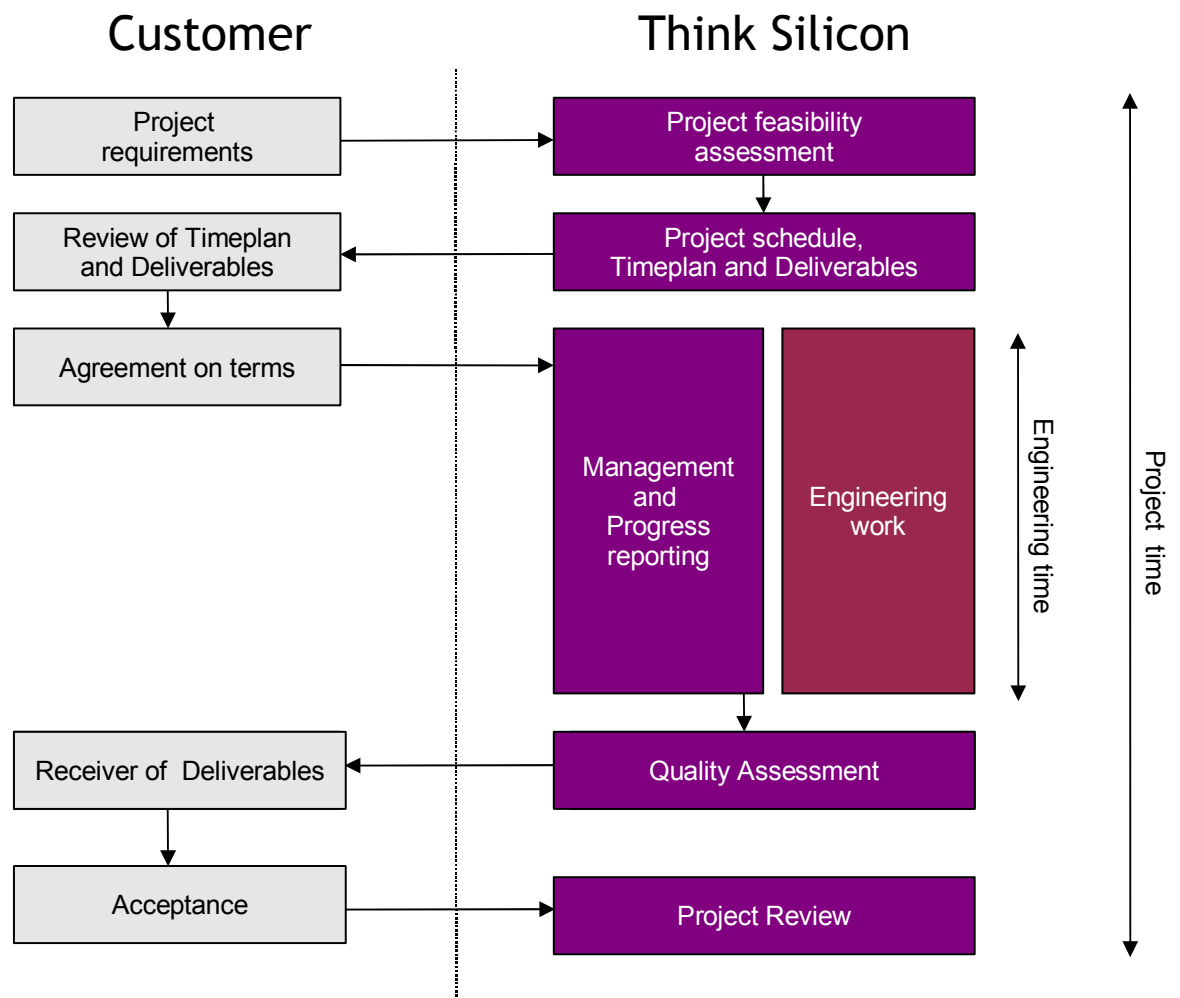 Customer
Think Silicon
Project
requirements
Project feasibility
assessment
Review of Timeplan
and Deliverables
Project schedule,
Timeplan and Deliverables
Agreement on terms
Management
and
Progress
reporting
Engineering
work
Engineering time
Project time
Receiver of Deliverables
Quality Assessment
Acceptance
Project Review